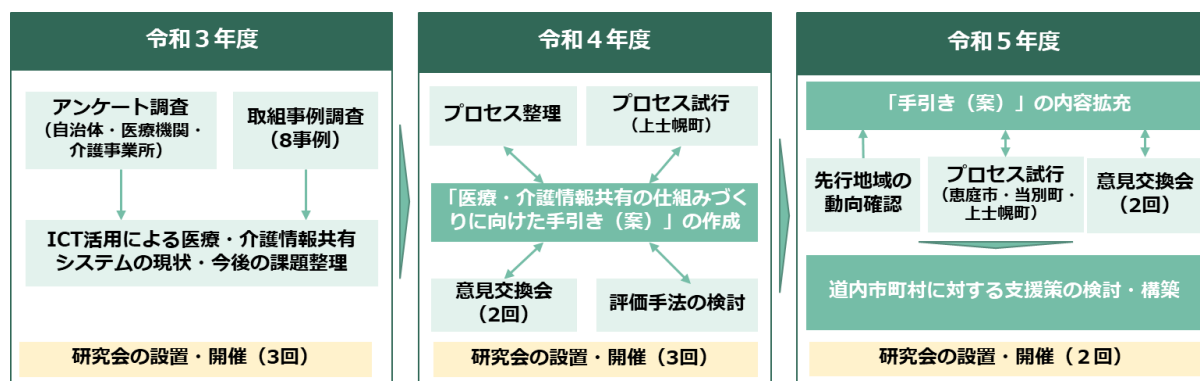 令和３年度
アンケート調査
（自治体・医療機関・
介護事業所）
取組事例調査
（8事例）
ICT活用による医療・介護情報共有
システムの現状・今後の課題整理
研究会の設置・開催（3回）
令和４年度
プロセス整理
プロセス試行
（上士幌町）
「医療・介護情報共有の仕組みづく
りに向けた手引き（案）」の作成
意見交換会
（2回）
評価手法の検討
研究会の設置・開催（3回）
令和５年度
「手引き（案）」の内容拡充
先行地域の
動向確認
プロセス試行
（恵庭市・当別町・
上士幌町）
意見交換会
（2回）
道内市町村に対する支援策の検討・構築
研究会の設置・開催（２回）